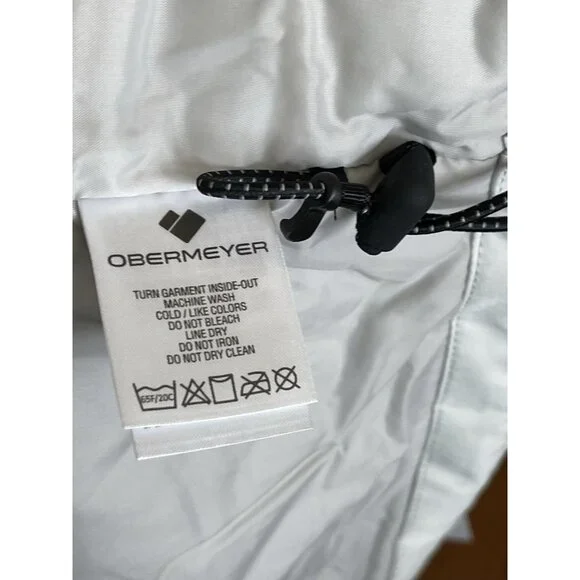 OBERMEYER
TURN GARMENT INSIDE-OUT
MACHINE WASH
COLD / LIKE COLORS
DO NOT BLEACH
LINE DRY
DO NOT IRON
DO NOT DRY CLEAN
65F/20C